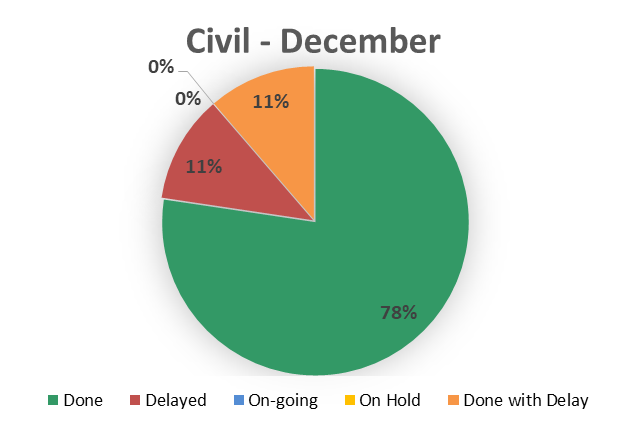 Civil - December
0%
0%
11%
11%
78%
Done Delayed On-going On Hold Done with Delay